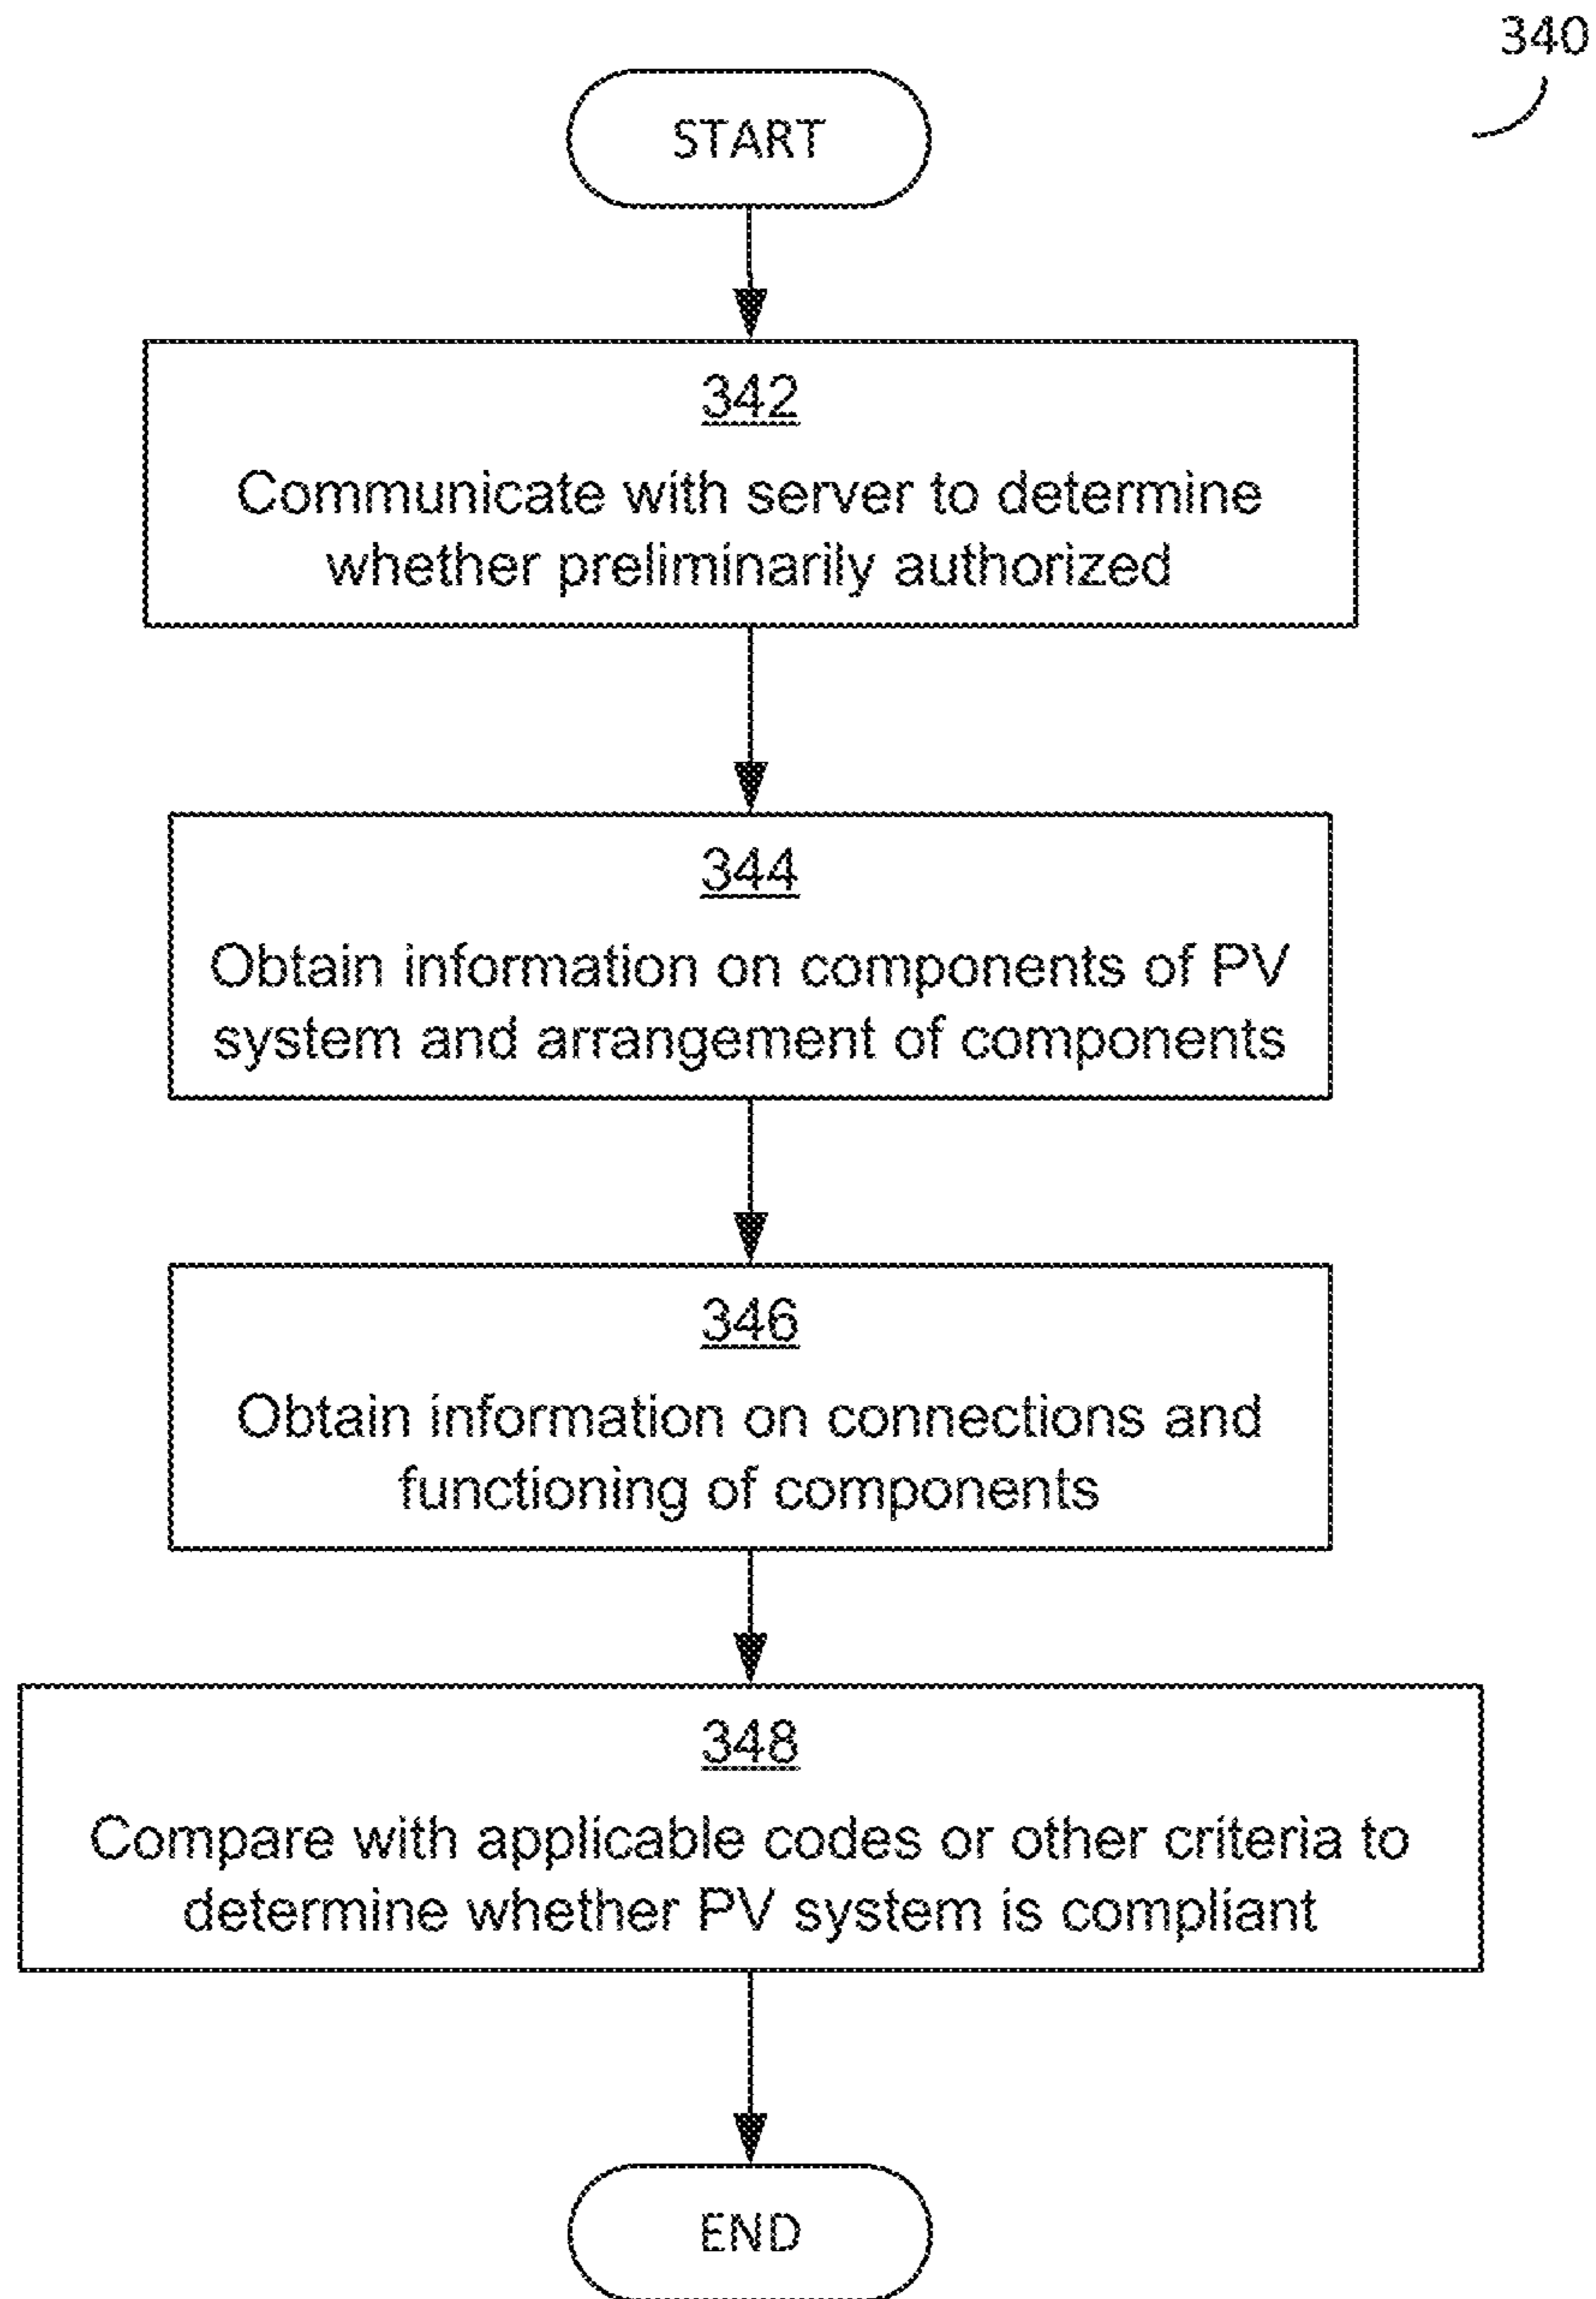 340
START
342
Communicate with server to determine
whether preliminarily authorized
344
Obtain information on components of PV
system and arrangement of components
346
Obtain information on connections and
functioning of components
348
Compare with applicable codes or other criteria to
determine whether PV system is compliant
END